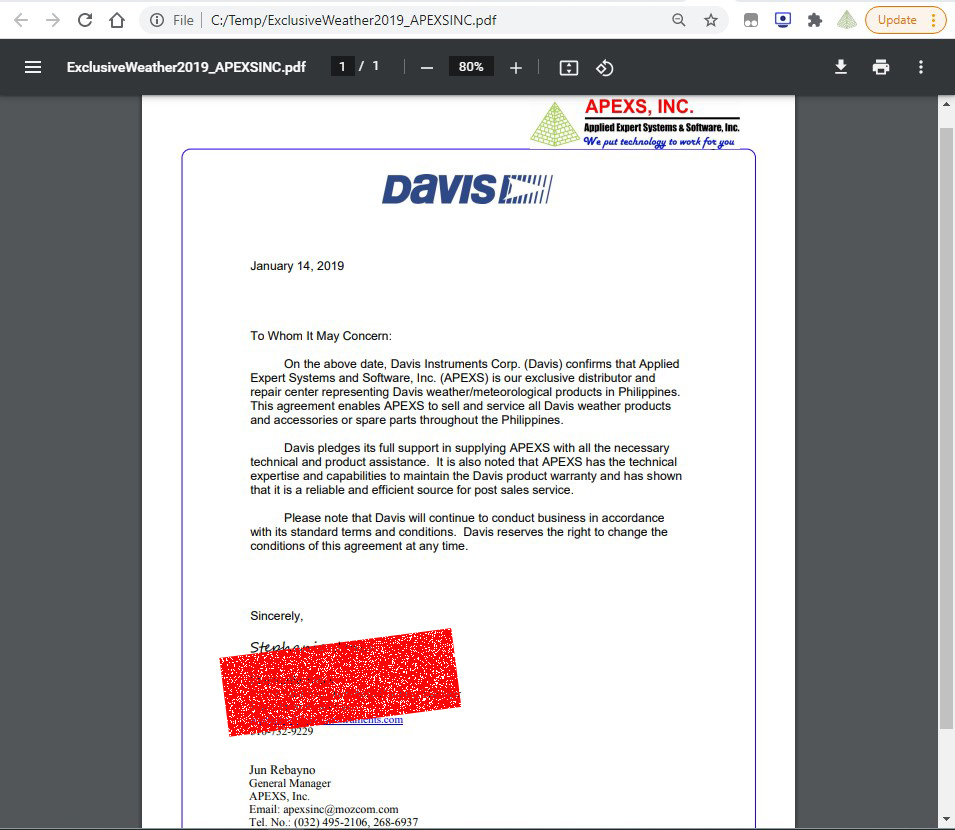 File
C:/Temp/ExclusiveWeather2019_APEXSINC.pdf
Update
ExclusiveWeather2019_APEXSINC.pdf
1 / 1
80%
APEXS, INC.
Applied Expert Systems & Software, Inc.
We put technology to work for you
DAVIS
January 14, 2019
To Whom It May Concern:
On the above date, Davis Instruments Corp. (Davis) confirms that Applied
Expert Systems and Software, Inc. (APEXS) is our exclusive distributor and
repair center representing Davis weather/meteorological products in Philippines.
This agreement enables APEXS to sell and service all Davis weather products
and accessories or spare parts throughout the Philippines.
Davis pledges its full support in supplying APEXS with all the necessary
technical and product assistance.  It is also noted that APEXS has the technical
expertise and capabilities to maintain the Davis product warranty and has shown
that it is a reliable and efficient source for post sales service.
Please note that Davis will continue to conduct business in accordance
with its standard terms and conditions.  Davis reserves the right to change the
conditions of this agreement at any time.
Sincerely,
Jun Rebayno
General Manager
APEXS, Inc.
Email: apexsinc@mozcom.com
Tel. No.: (032) 495-2106, 268-6937